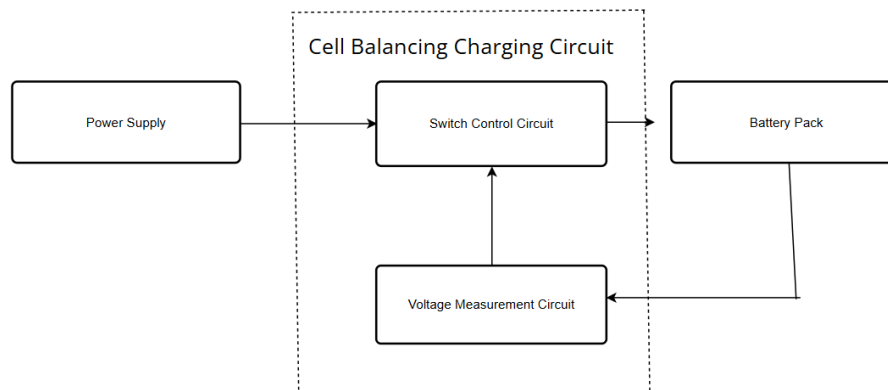 Cell Balancing Charging Circuit
Power Supply
Switch Control Circuit
Battery Pack
Voltage Measurement Circuit